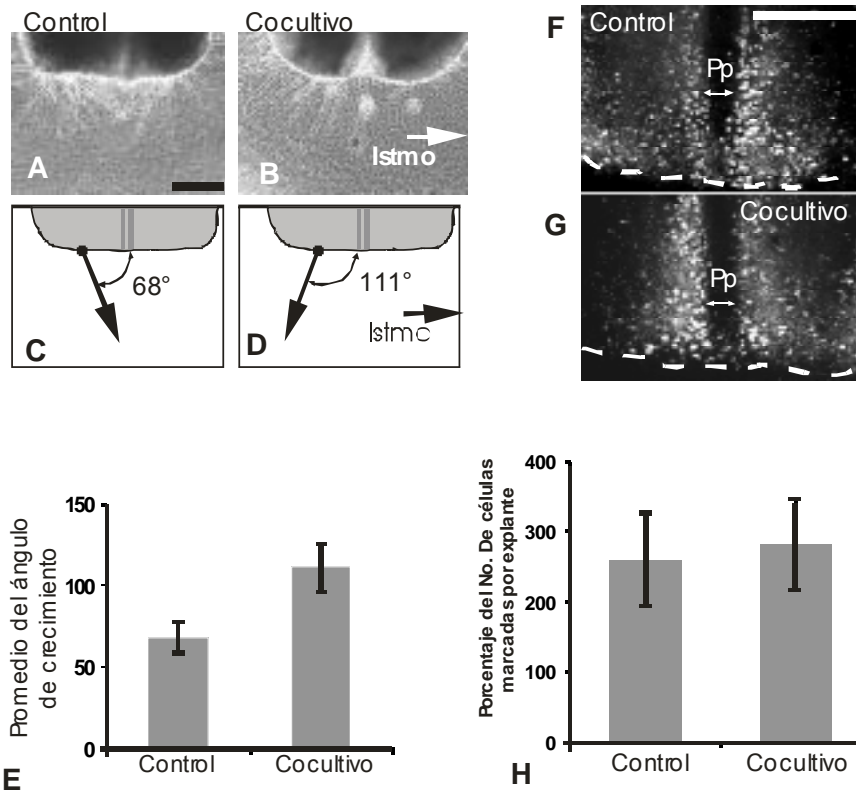 Control
Cocultivo
A
B
Istmo
C
68°
D
111°
Istmo
F
Control
Pp
G
Cocultivo
Pp
Promedio del ángulo
de crecimiento
150
100
50
0
Control
Cocultivo
E
Porcentaje del No. De células
marcadas por explante
400
300
200
100
0
Control
Cocultivo
H